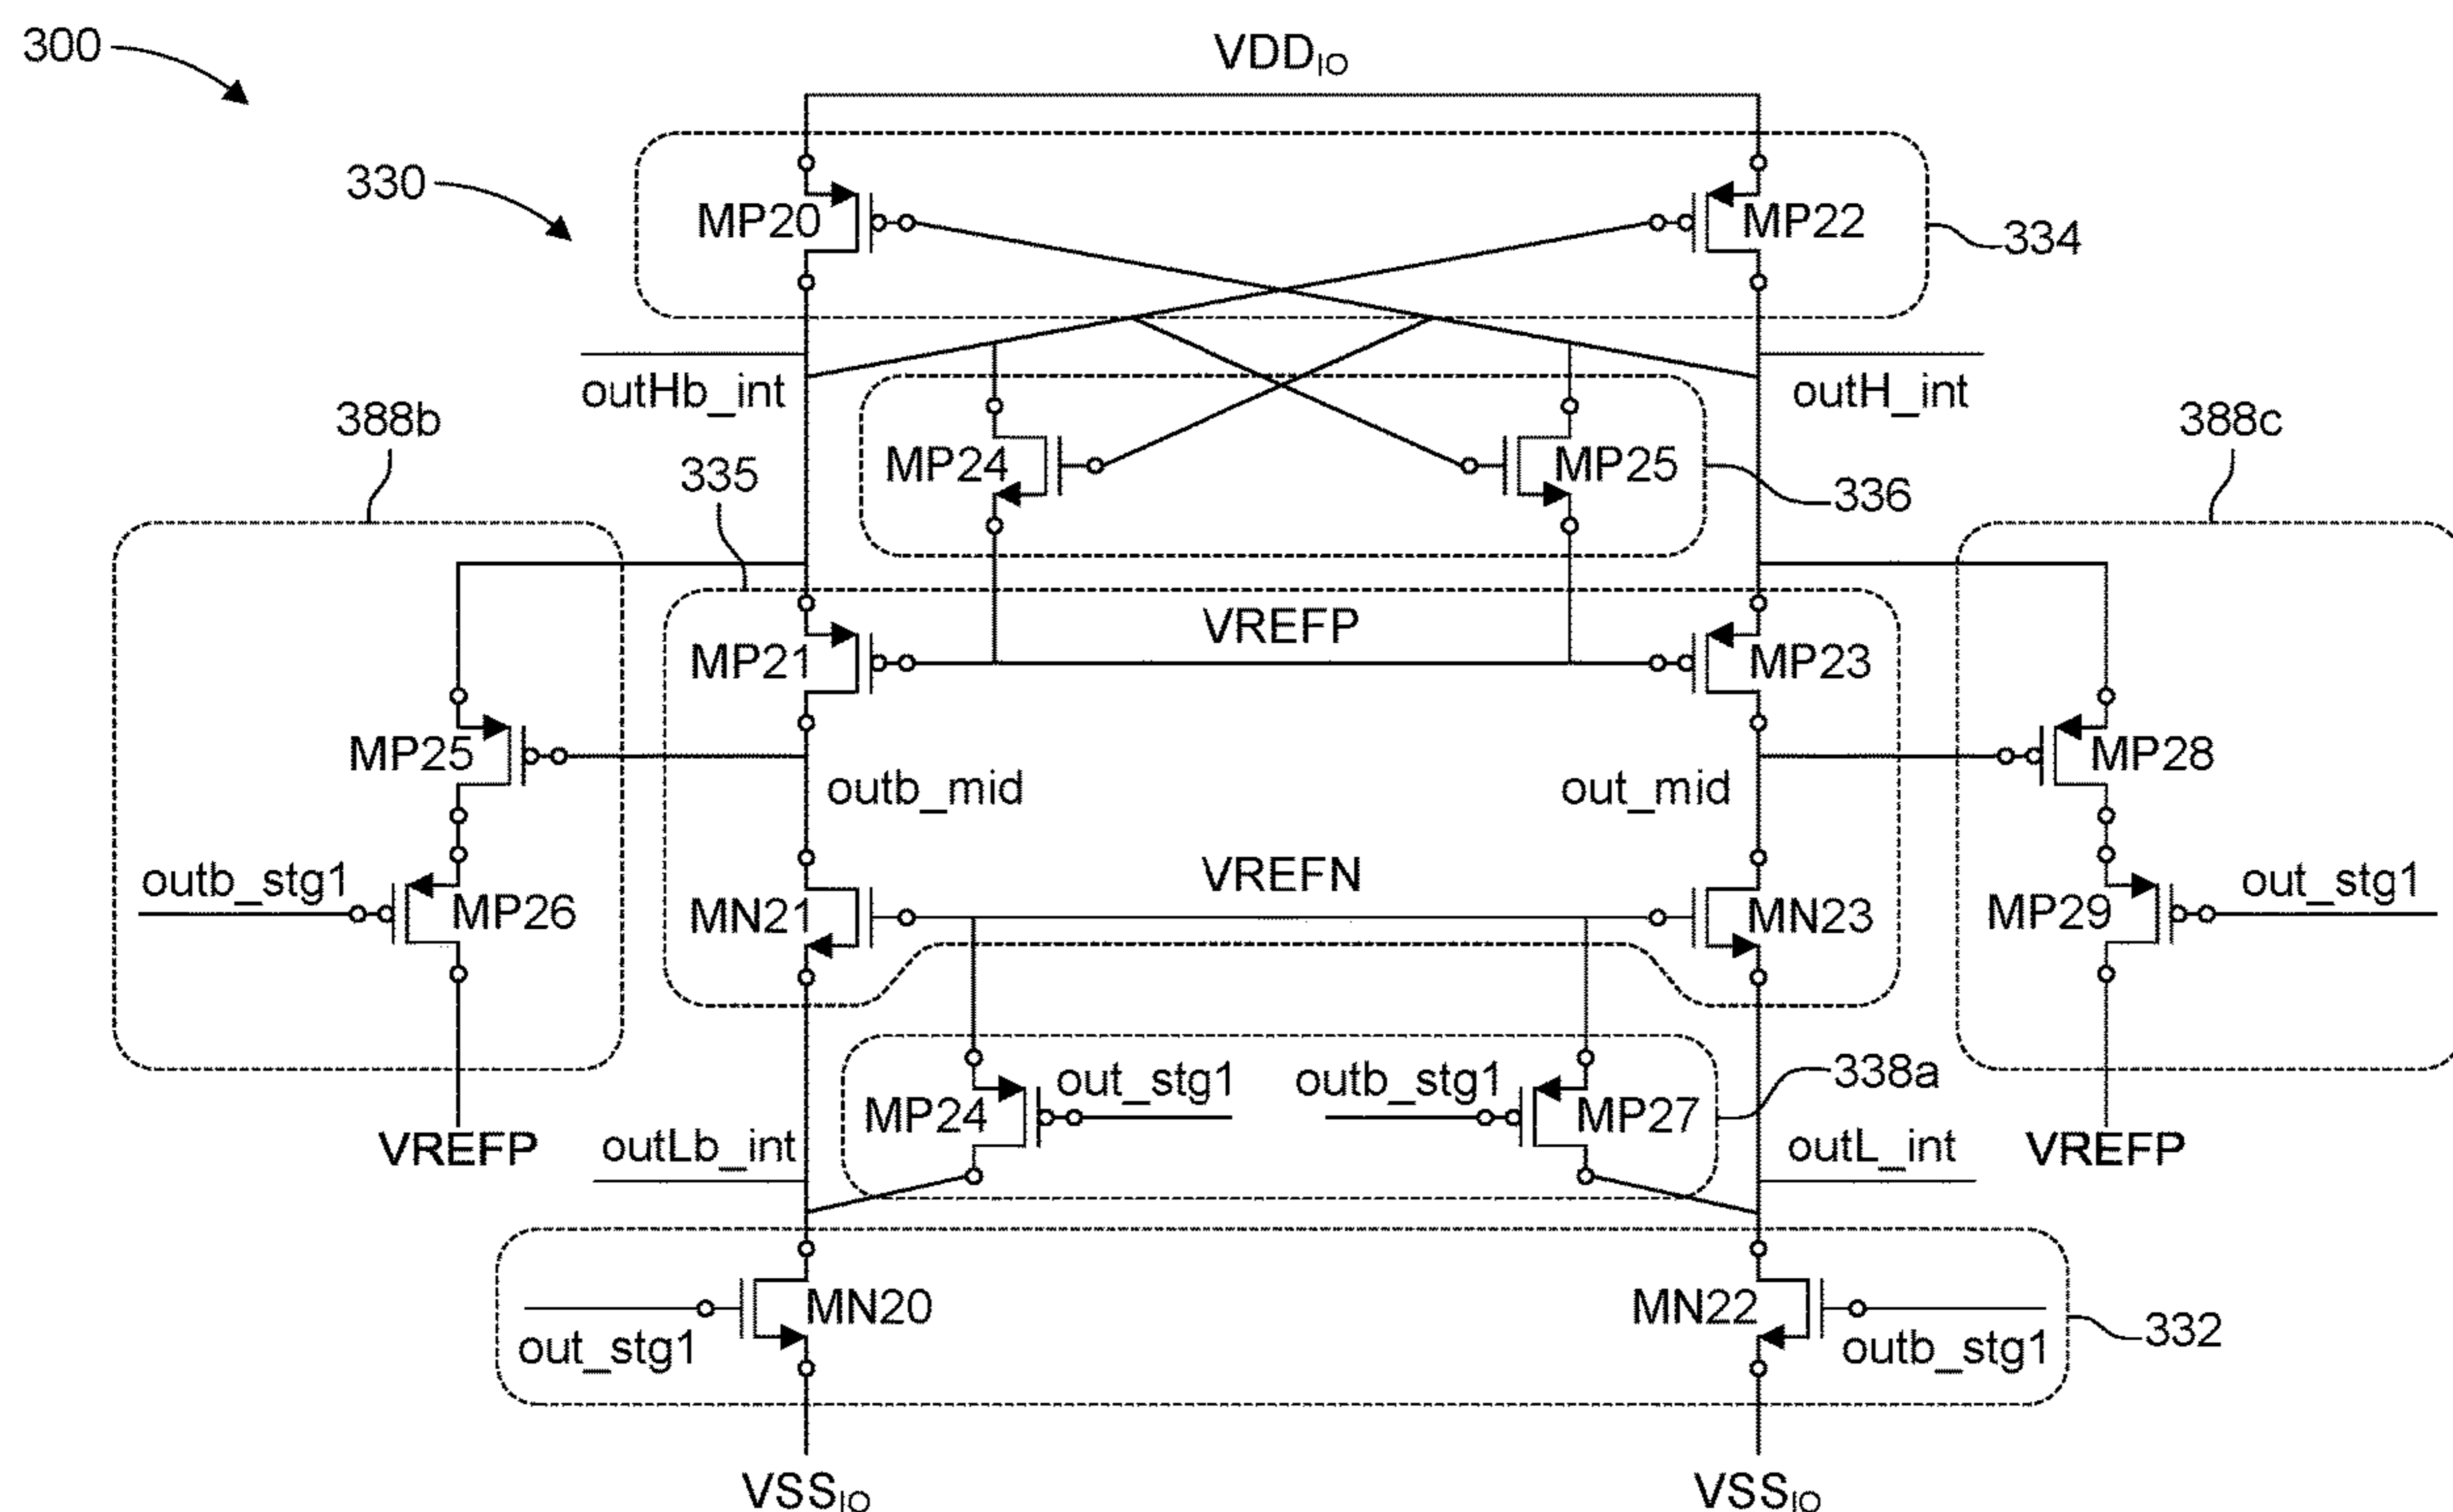 300
VDDIO
330
MP20
MP22
334
outHb_int
outH_int
388b
388c
335
MP24
MP25
336
VREFP
MP21
MP23
MP25
MP28
outb_mid
out_mid
outb_stg1
VREFN
out_stg1
MP26
MN21
MN23
MP29
out_stg1
outb_stg1
338a
MP24
MP27
VREFP
outLb_int
outL_int
VREFP
MN20
MN22
332
out_stg1
outb_stg1
VSSIO
VSSIO